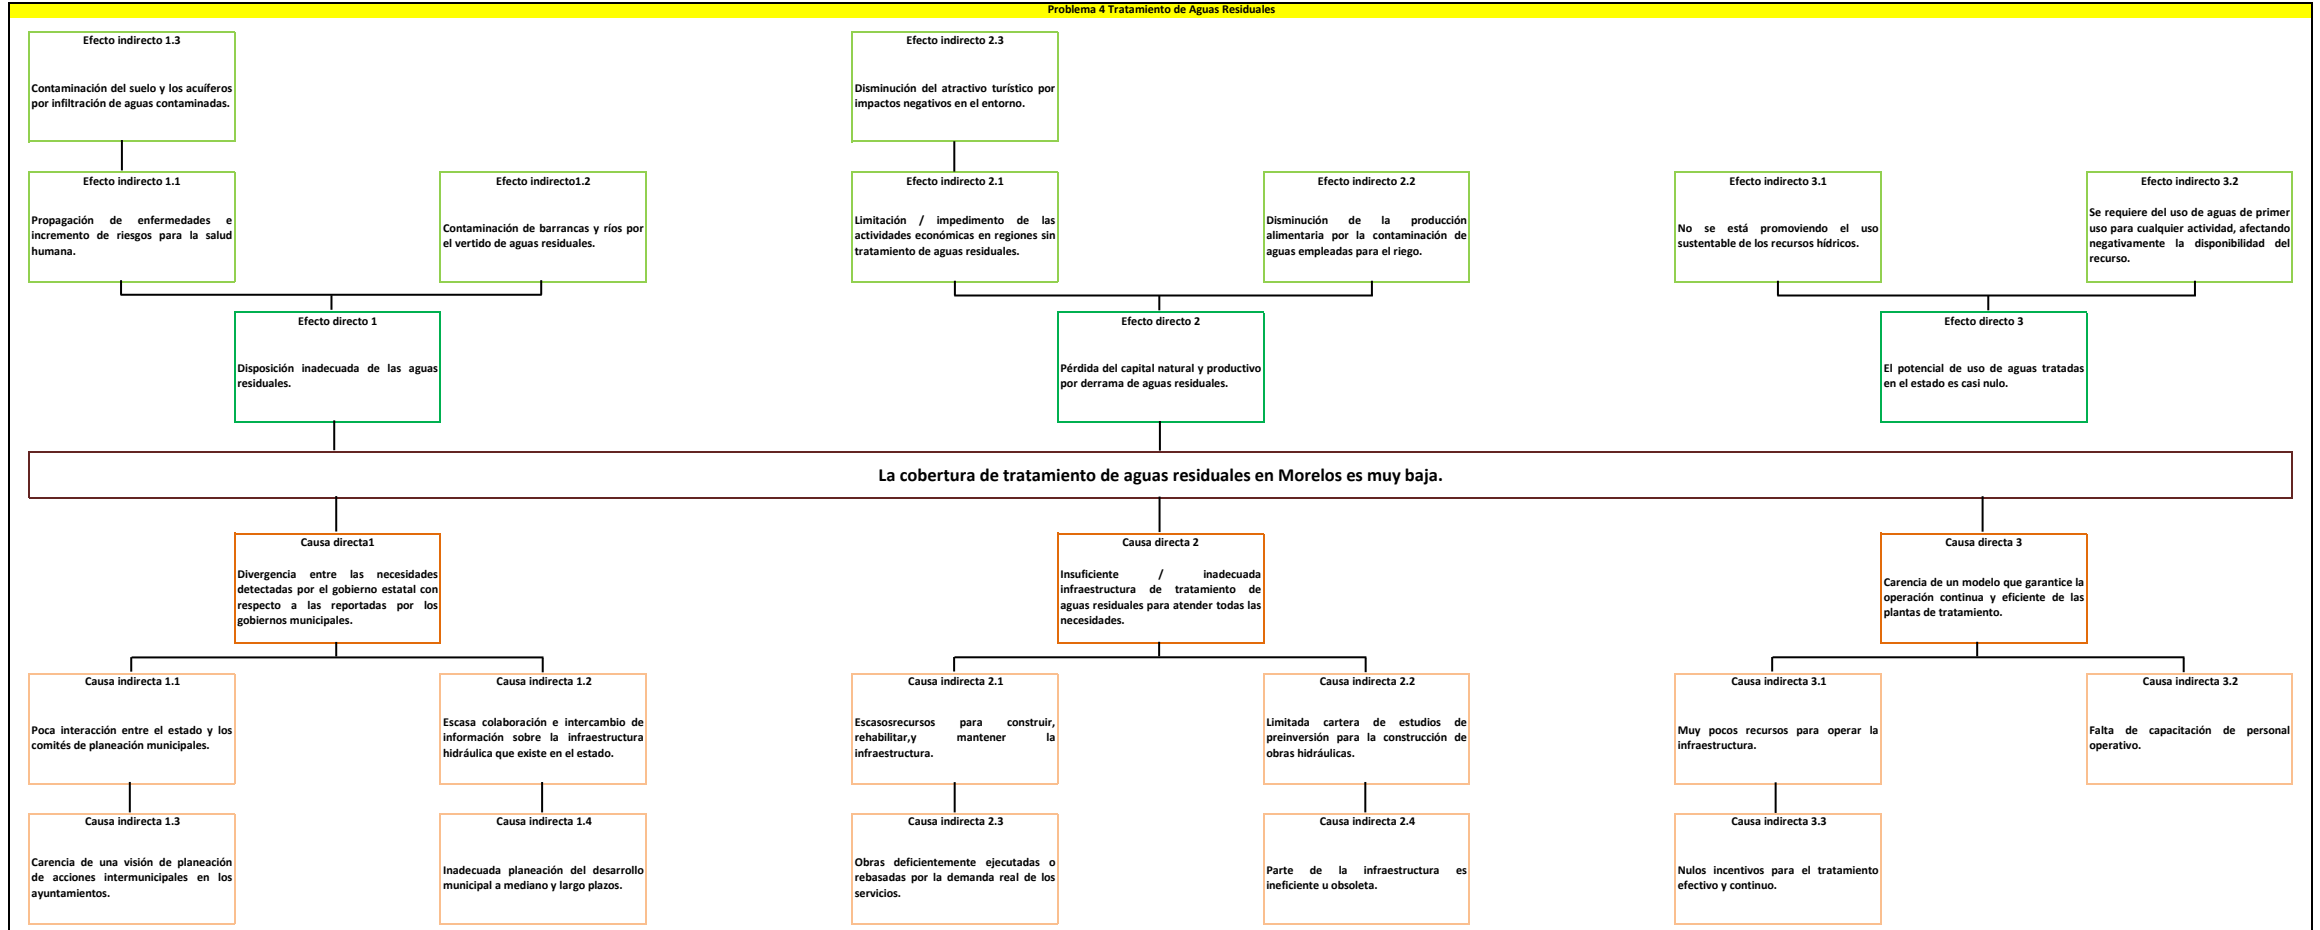 Problema 4 Tratamiento de Aguas Residuales
Efecto indirecto 1.3
Contaminación del suelo y los acuíferos
por infiltración de aguas contaminadas.
Efecto indirecto 2.3
Disminución del atractivo turístico por
impactos negativos en el entorno.
Efecto indirecto 1.1
Propagación de enfermedades e
incremento de riesgos para la salud
humana.
Efecto indirecto1.2
Contaminación de barrancas y ríos por
el vertido de aguas residuales.
Efecto indirecto 2.1
Limitación / impedimento de las
actividades económicas en regiones sin
tratamiento de aguas residuales.
Efecto indirecto 2.2
Disminución de la producción
alimentaria por la contaminación de
aguas empleadas para el riego.
Efecto indirecto 3.1
No se está promoviendo el uso
sustentable de los recursos hídricos.
Efecto indirecto 3.2
Se requiere del uso de aguas de primer
uso para cualquier actividad, afectando
negativamente la disponibilidad del
recurso.
Efecto directo 1
Disposición inadecuada de las aguas
residuales.
Efecto directo 2
Pérdida del capital natural y productivo
por derrama de aguas residuales.
Efecto directo 3
El potencial de uso de aguas tratadas
en el estado es casi nulo.
La cobertura de tratamiento de aguas residuales en Morelos es muy baja.
Causa directa1
Divergencia entre las necesidades
detectadas por el gobierno estatal con
respecto a las reportadas por los
gobiernos municipales.
Causa directa 2
Insuficiente / inadecuada
infraestructura de tratamiento de
aguas residuales para atender todas las
necesidades.
Causa directa 3
Carencia de un modelo que garantice la
operación continua y eficiente de las
plantas de tratamiento.
Causa indirecta 1.1
Poca interacción entre el estado y los
comités de planeación municipales.
Causa indirecta 1.2
Escasa colaboración e intercambio de
información sobre la infraestructura
hidráulica que existe en el estado.
Causa indirecta 2.1
Escasosrecursos para construir,
rehabilitar,y mantener la
infraestructura.
Causa indirecta 2.2
Limitada cartera de estudios de
preinversión para la construcción de
obras hidráulicas.
Causa indirecta 3.1
Muy pocos recursos para operar la
infraestructura.
Causa indirecta 3.2
Falta de capacitación de personal
operativo.
Causa indirecta 1.3
Carencia de una visión de planeación
de acciones intermunicipales en los
ayuntamientos.
Causa indirecta 1.4
Inadecuada planeación del desarrollo
municipal a mediano y largo plazos.
Causa indirecta 2.3
Obras deficientemente ejecutadas o
rebasadas por la demanda real de los
servicios.
Causa indirecta 2.4
Parte de la infraestructura es
ineficiente u obsoleta.
Causa indirecta 3.3
Nulos incentivos para el tratamiento
efectivo y continuo.